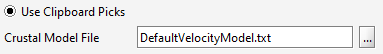 Use Clipboard Picks
Crustal Model File DefaultVelocityModel.txt ...